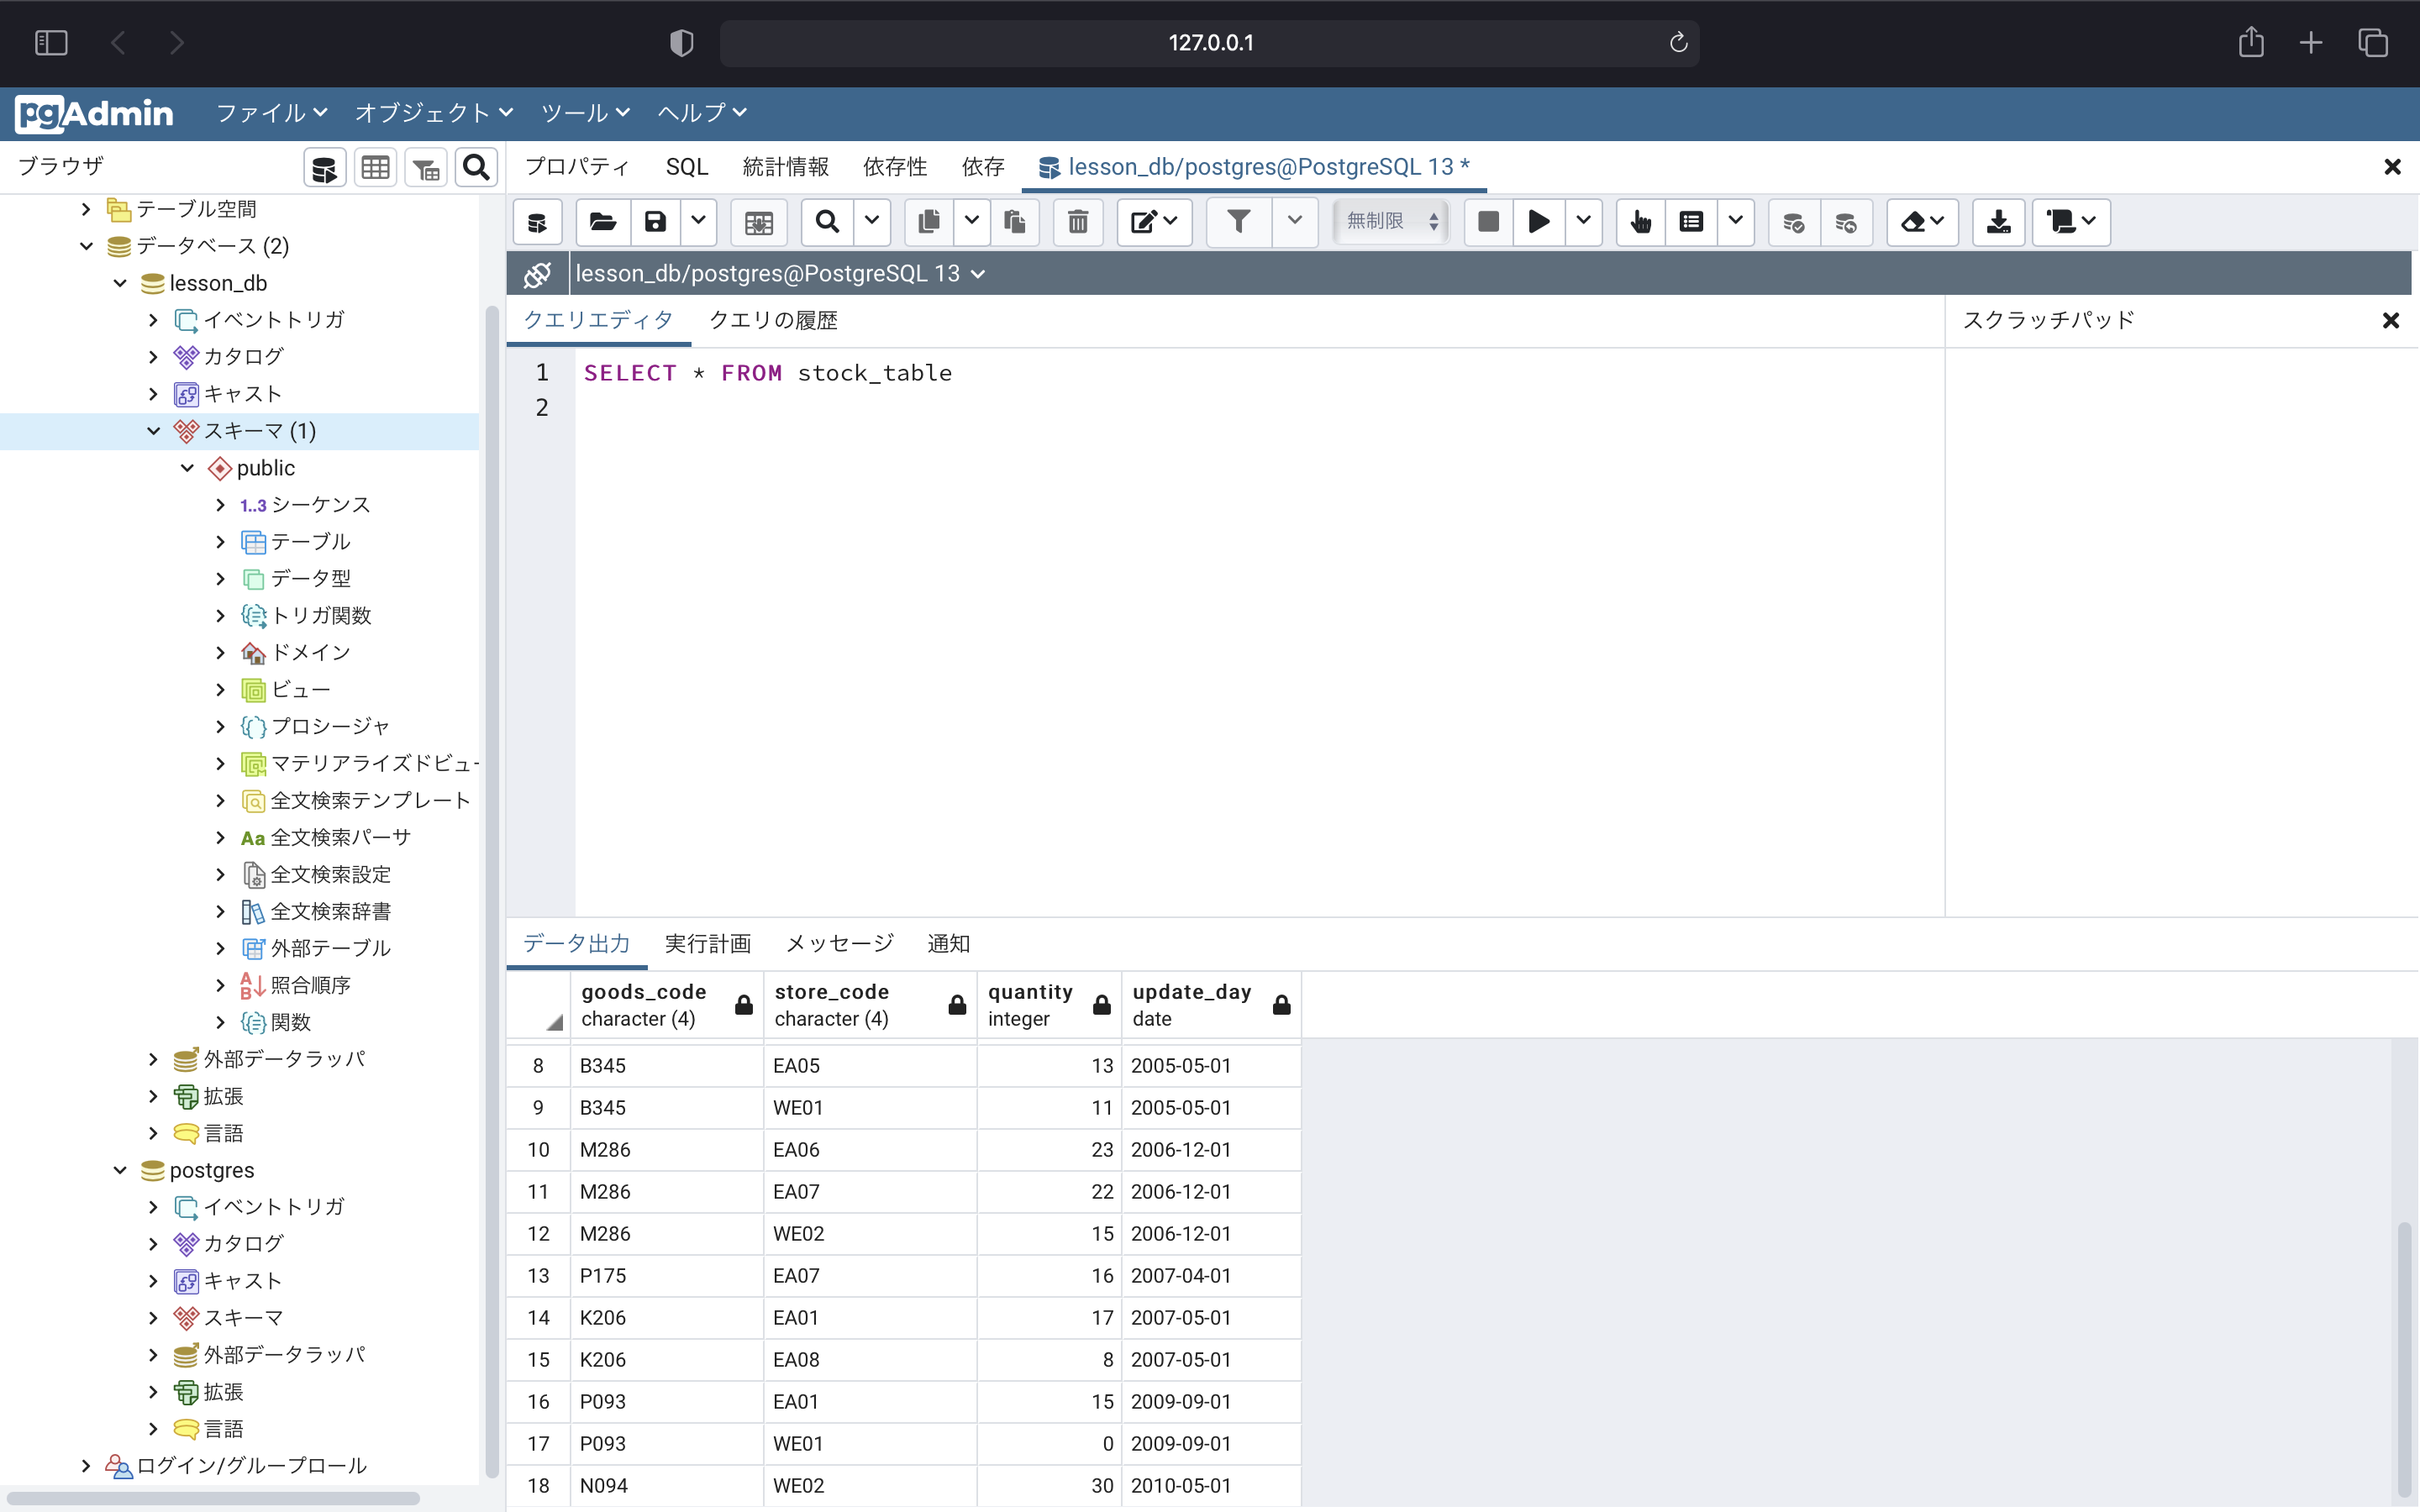 127.0.0.1
pgAdmin ファイル オブジェクト ツール ヘルプ
ブラウザ
プロパティ SQL 統計情報 依存性 依存 lesson_db/postgres@PostgreSQL 13 *
テーブル空間
データベース (2)
lesson_db
イベントトリガ
カタログ
キャスト
スキーマ (1)
public
1..3 シーケンス
テーブル
データ型
トリガ関数
ドメイン
ビュー
プロシージャ
マテリアライズドビュー
全文検索テンプレート
Aa 全文検索パーサ
全文検索設定
全文検索辞書
外部テーブル
AB 照合順序
関数
外部データラッパ
拡張
言語
postgres
イベントトリガ
カタログ
キャスト
スキーマ
外部データラッパ
拡張
言語
ログイン/グループロール
無制限
lesson_db/postgres@PostgreSQL 13
クエリエディタ クエリの履歴
スクラッチパッド
1 SELECT * FROM stock_table
2
データ出力 実行計画 メッセージ 通知
goods_code store_code quantity update_day
character (4) character (4) integer date
8 B345 EA05 13 2005-05-01
9 B345 WE01 11 2005-05-01
10 M286 EA06 23 2006-12-01
11 M286 EA07 22 2006-12-01
12 M286 WE02 15 2006-12-01
13 P175 EA07 16 2007-04-01
14 K206 EA01 17 2007-05-01
15 K206 EA08 8 2007-05-01
16 P093 EA01 15 2009-09-01
17 P093 WE01 0 2009-09-01
18 N094 WE02 30 2010-05-01